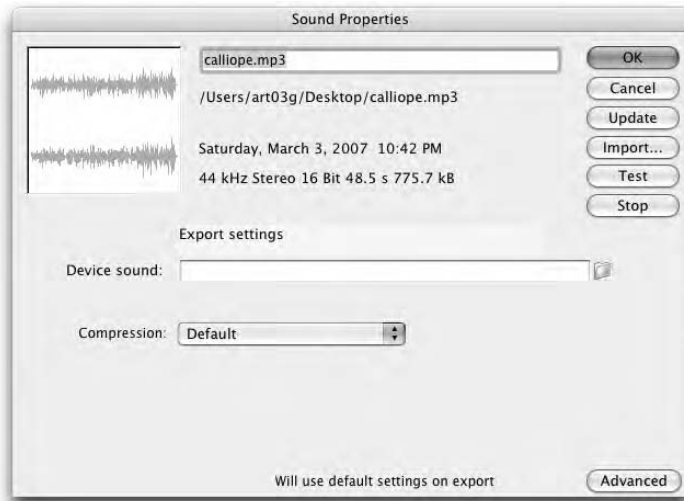 Sound Properties
calliope.mp3
OK
/Users/art03g/Desktop/calliope.mp3
Cancel
Update
Saturday, March 3, 2007 10:42 PM
Import...
44 kHz Stereo 16 Bit 48.5 s 775.7 kB
Test
Stop
Export settings
Device sound:
Compression: Default
Will use default settings on export
Advanced